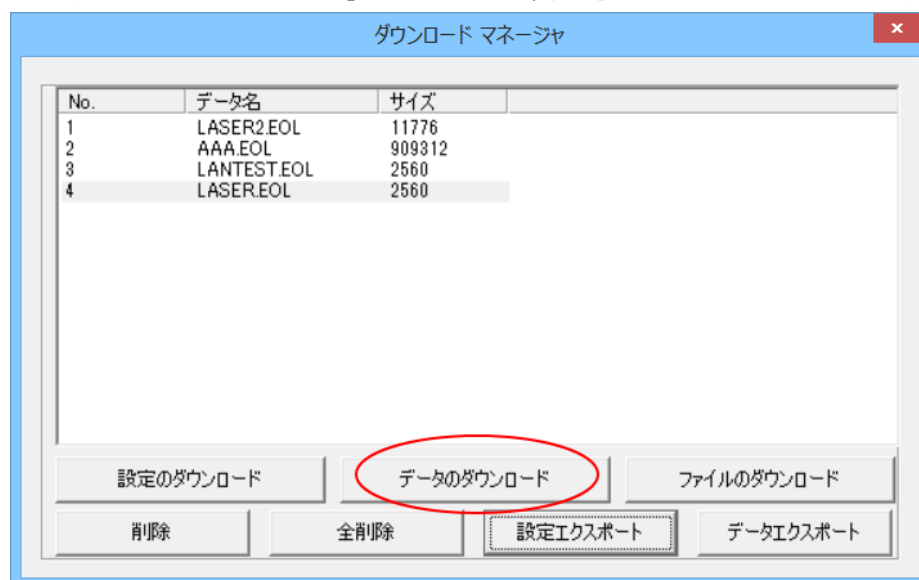 ダウンロード マネージャ
No. データ名 サイズ
1 LASER2.EOL 11776
2 AAA.EOL 909312
3 LANTEST.EOL 2560
4 LASER.EOL 2560
設定のダウンロード データのダウンロード ファイルのダウンロード
削除 全削除 設定エクスポート データエクスポート